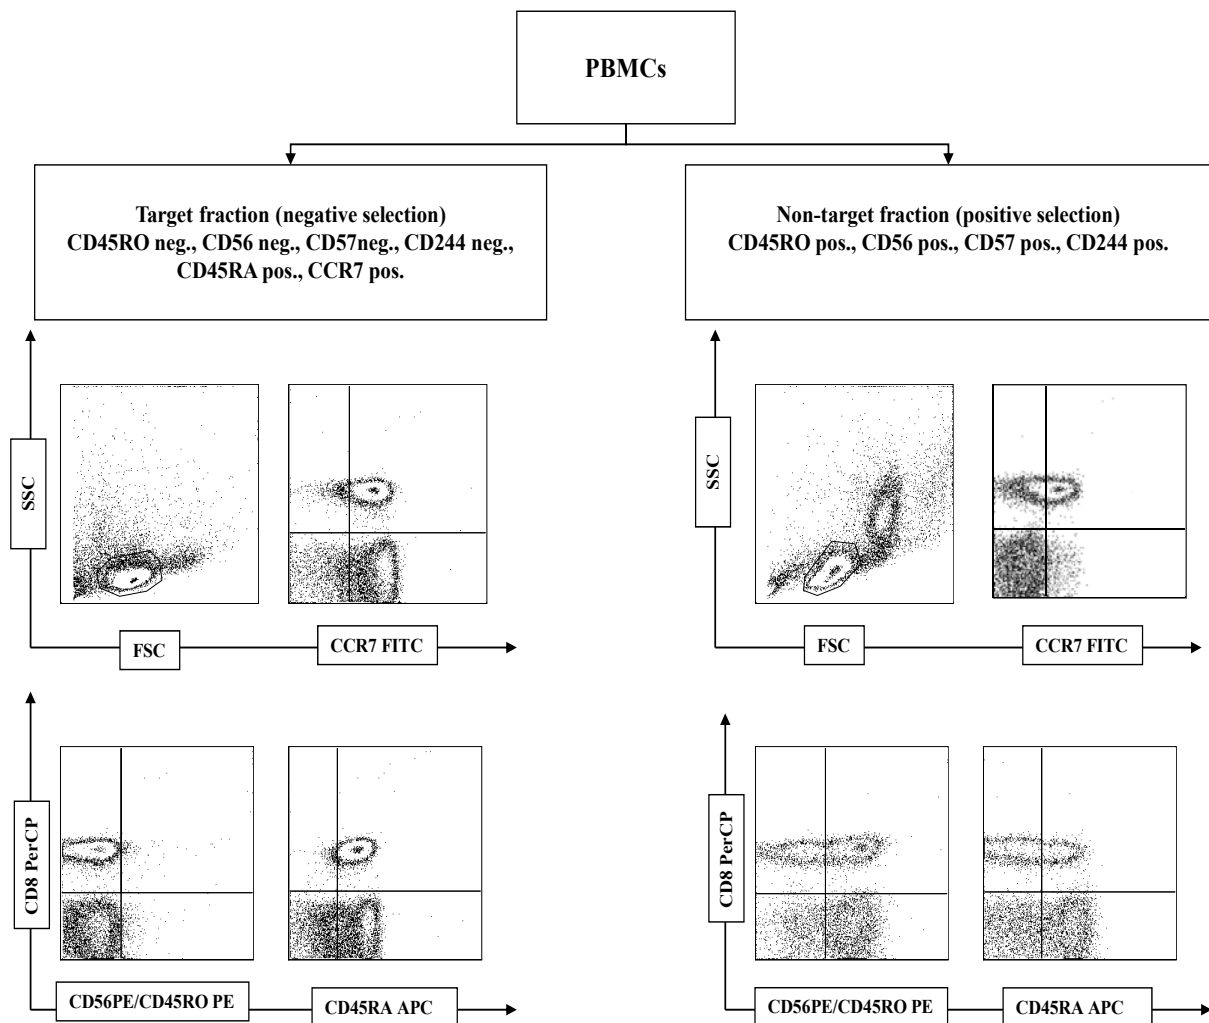 PBMCs
Target fraction (negative selection)
CD45RO neg., CD56 neg., CD57neg., CD244 neg.,
CD45RA pos., CCR7 pos.
Non-target fraction (positive selection)
CD45RO pos., CD56 pos., CD57 pos., CD244 pos.
SSC
FSC
CCR7 FITC
SSC
FSC
CCR7 FITC
CD8 PerCP
CD56PE/CD45RO PE
CD45RA APC
CD8 PerCP
CD56PE/CD45RO PE
CD45RA APC